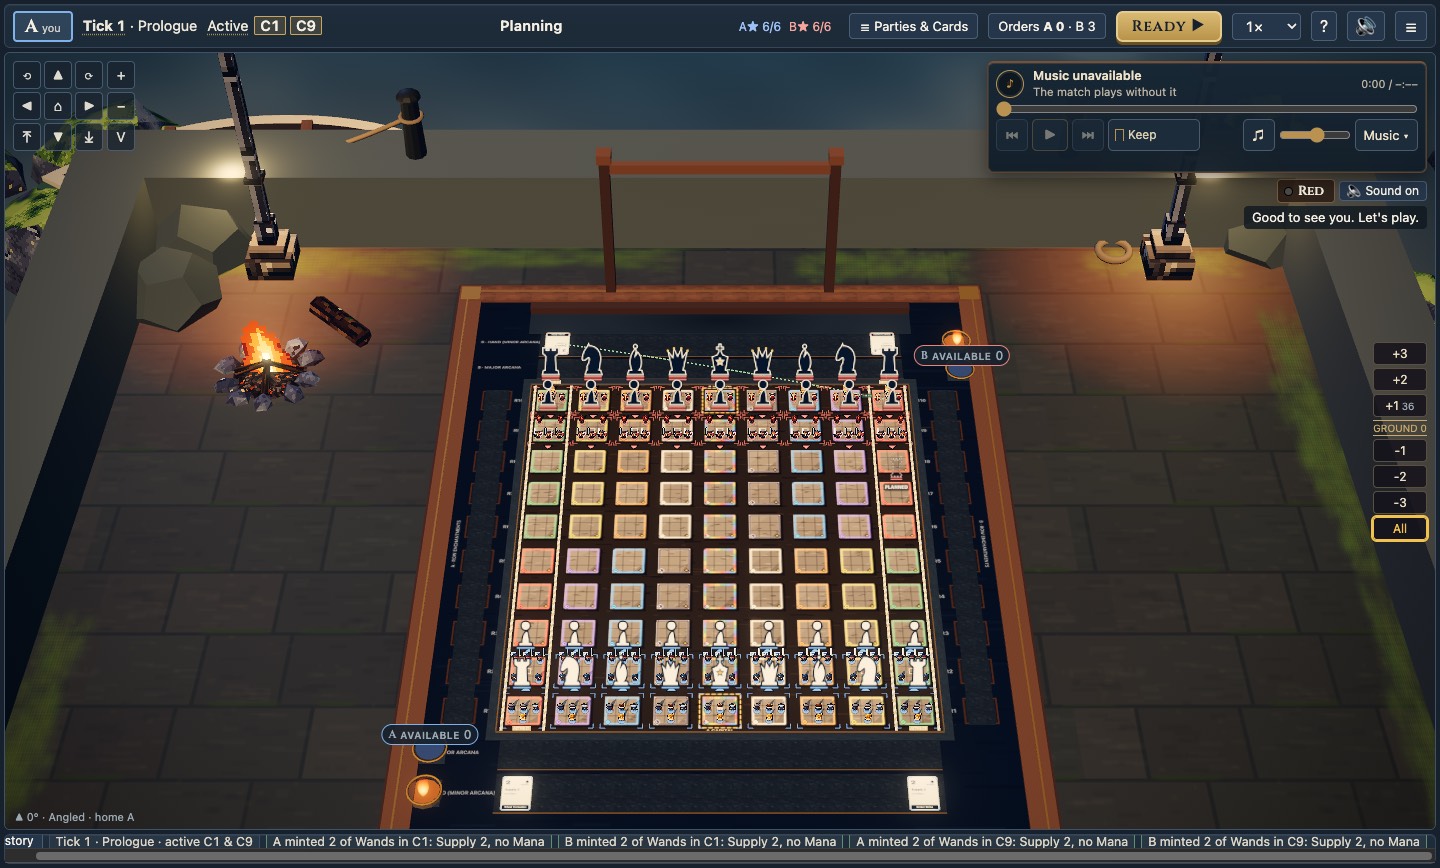 A you
Tick 1 · Prologue
Active C1 C9
Planning
A★ 6/6 B★ 6/6
≡ Parties & Cards
Orders A 0 · B 3
READY ▶
1x
?
≡
V
Music unavailable
The match plays without it
0:00 / –:––
Keep
Music ▾
RED
Sound on
Good to see you. Let's play.
B AVAILABLE 0
+3
+2
+1 36
GROUND 0
-1
-2
-3
All
PLANNED
A AVAILABLE 0
▲ 0° · Angled · home A
story
Tick 1 · Prologue · active C1 & C9
A minted 2 of Wands in C1: Supply 2, no Mana
B minted 2 of Wands in C1: Supply 2, no Mana
A minted 2 of Wands in C9: Supply 2, no Mana
B minted 2 of Wands in C9: Supply 2, no Mana